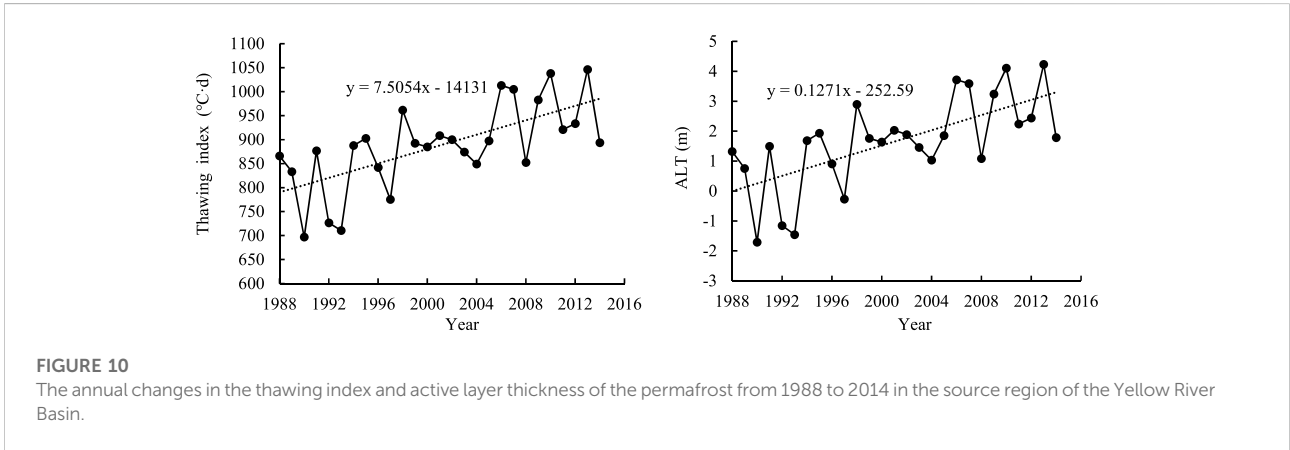 1100
1050
1000
950
900
850
800
750
700
650
600
Thawing index (°C·d)
y = 7.5054x - 14131
1988 1992 1996 2000 2004 2008 2012 2016
Year
5
4
3
2
1
0
-1
-2
-3
ALT (m)
y = 0.1271x - 252.59
1988 1992 1996 2000 2004 2008 2012 2016
Year
FIGURE 10
The annual changes in the thawing index and active layer thickness of the permafrost from 1988 to 2014 in the source region of the Yellow River
Basin.